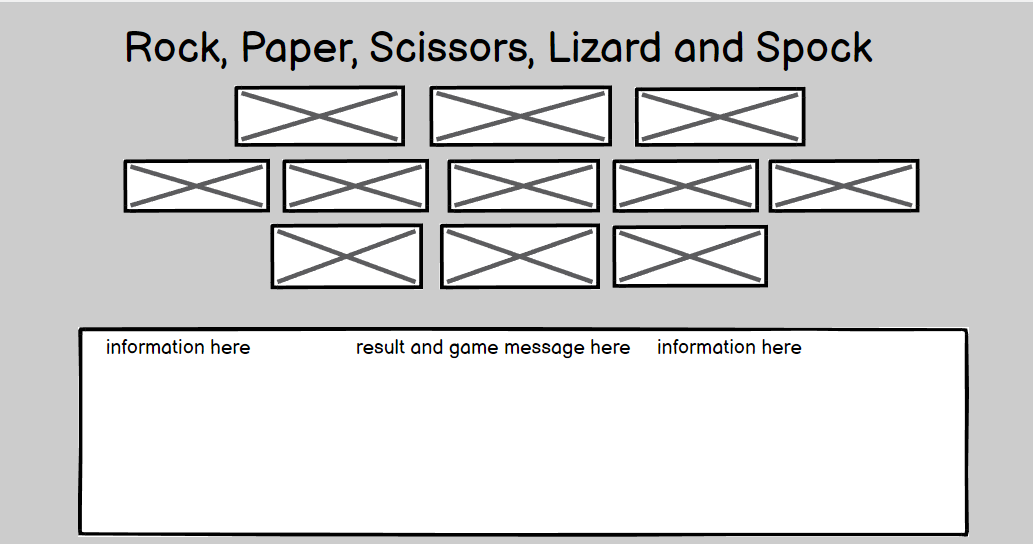 Rock, Paper, Scissors, Lizard and Spock
information here
result and game message here
information here